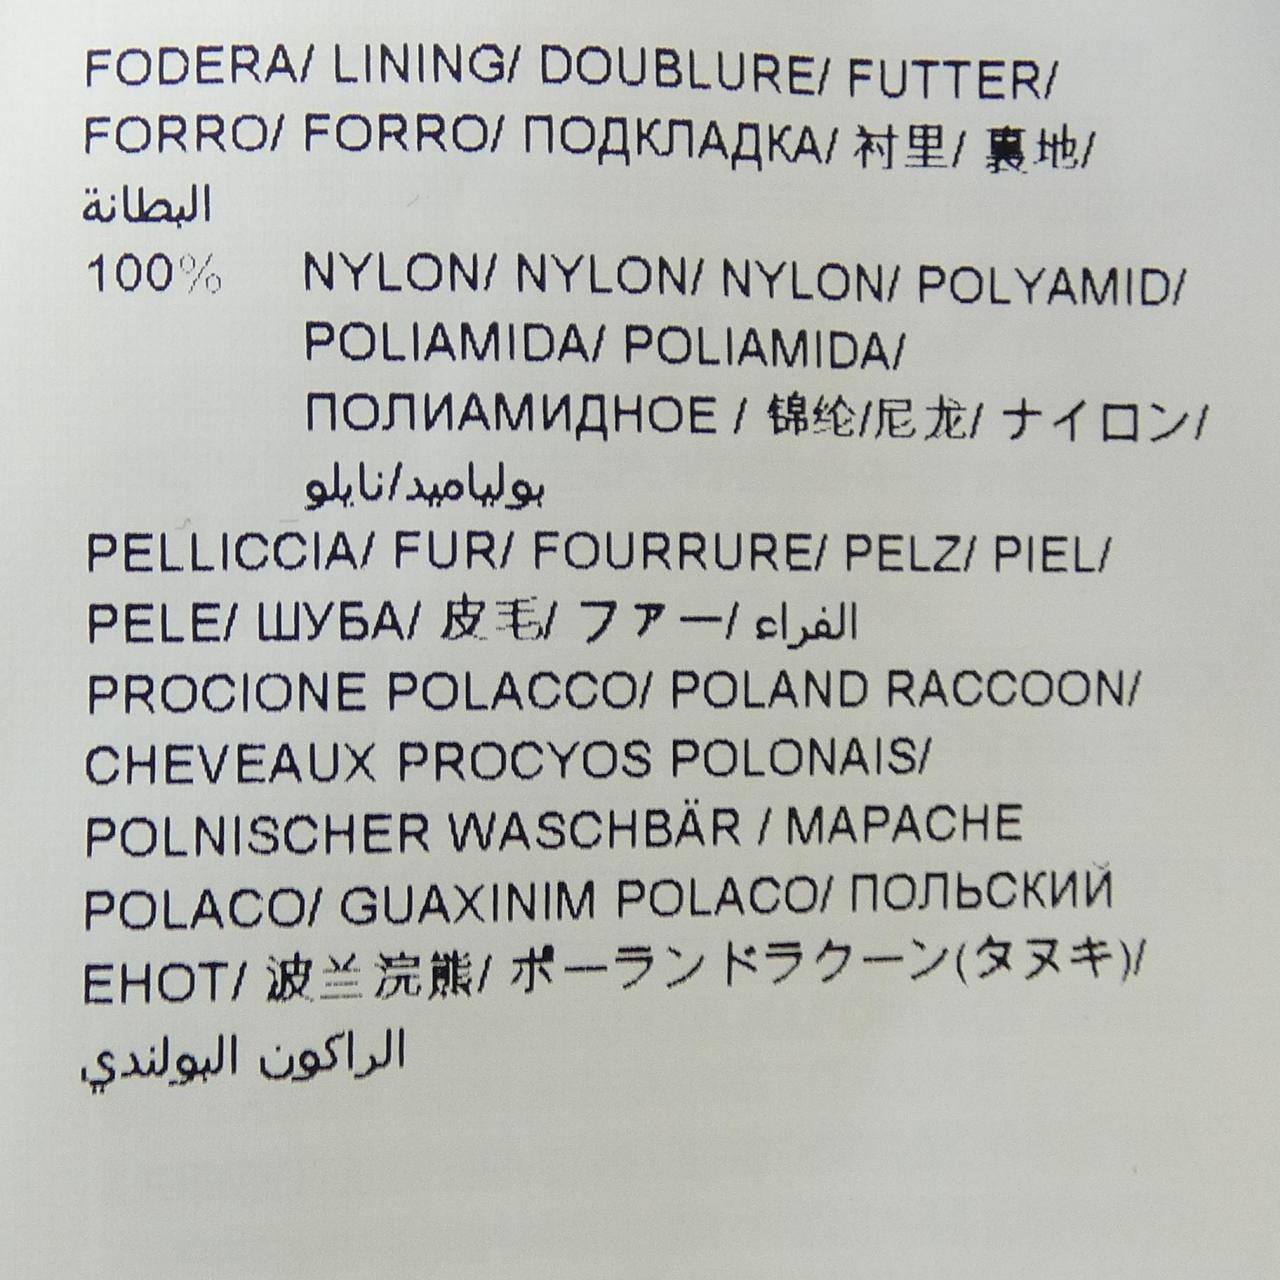 FODERA/ LINING/ DOUBLURE/ FUTTER/
FORRO/ FORRO/ ПОДКЛАДКА/ 衬里/ 裏地/
البطانة
100% NYLON/ NYLON/ NYLON/ POLYAMID/
POLIAMIDA/ POLIAMIDA/
ПОЛИАМИДНОЕ / 锦纶/尼龙/ ナイロン/
بولياميد/نايلو
PELLICCIA/ FUR/ FOURRURE/ PELZ/ PIEL/
PELE/ ШУБА/ 皮毛/ ファー/ الفراء
PROCIONE POLACCO/ POLAND RACCOON/
CHEVEAUX PROCYOS POLONAIS/
POLNISCHER WASCHBÄR / MAPACHE
POLACO/ GUAXINIM POLACO/ ПОЛЬСКИЙ
ЕНОТ/ 波兰浣熊/ ポーランドラクーン(タヌキ)/
الراكون البولندي